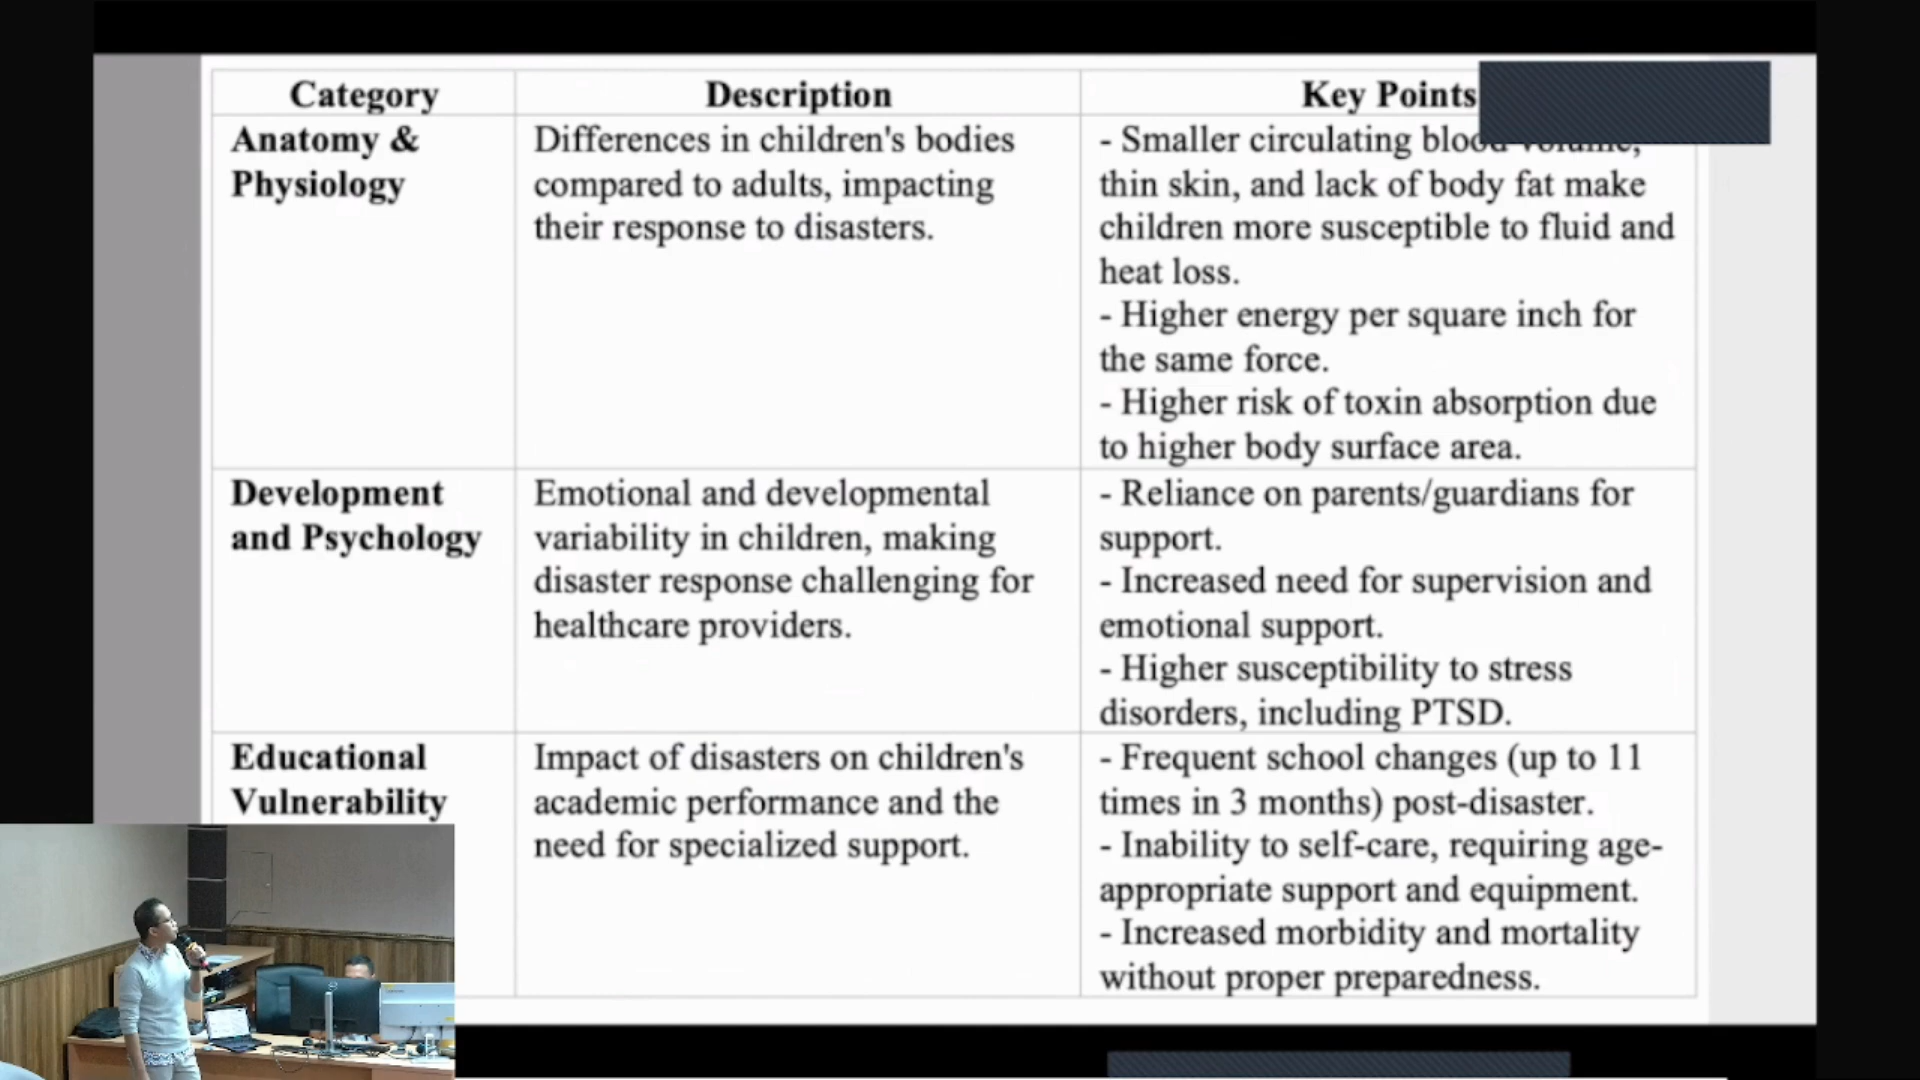 Category
Description
Key Points
Anatomy &
Physiology
Differences in children's bodies
compared to adults, impacting
their response to disasters.
- Smaller circulating blood volume,
thin skin, and lack of body fat make
children more susceptible to fluid and
heat loss.
- Higher energy per square inch for
the same force.
- Higher risk of toxin absorption due
to higher body surface area.
Development
and Psychology
Emotional and developmental
variability in children, making
disaster response challenging for
healthcare providers.
- Reliance on parents/guardians for
support.
- Increased need for supervision and
emotional support.
- Higher susceptibility to stress
disorders, including PTSD.
Educational
Vulnerability
Impact of disasters on children's
academic performance and the
need for specialized support.
- Frequent school changes (up to 11
times in 3 months) post-disaster.
- Inability to self-care, requiring age-
appropriate support and equipment.
- Increased morbidity and mortality
without proper preparedness.